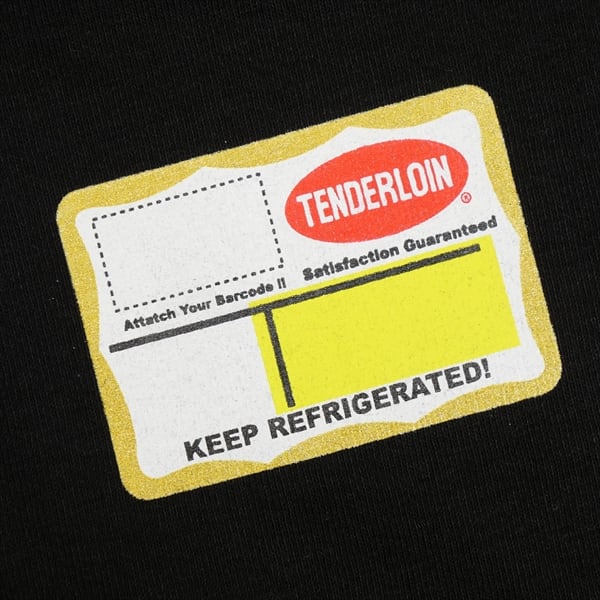 TENDERLOIN
®
Attatch Your Barcode !!
Satisfaction Guaranteed
KEEP REFRIGERATED!